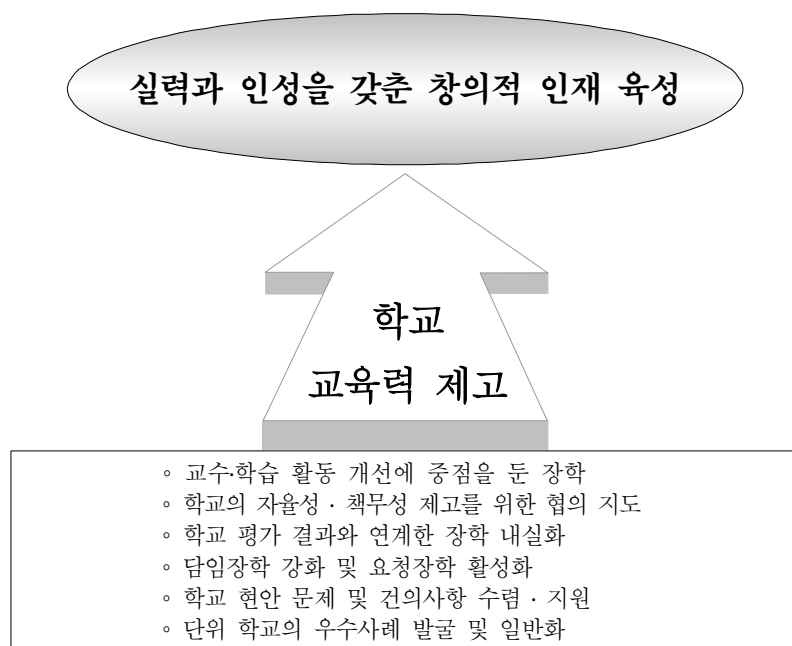 실력과 인성을 갖춘 창의적 인재 육성
학교
교육력 제고
◦ 교수·학습 활동 개선에 중점을 둔 장학
◦ 학교의 자율성 · 책무성 제고를 위한 협의 지도
◦ 학교 평가 결과와 연계한 장학 내실화
◦ 담임장학 강화 및 요청장학 활성화
◦ 학교 현안 문제 및 건의사항 수렴 · 지원
◦ 단위 학교의 우수사례 발굴 및 일반화